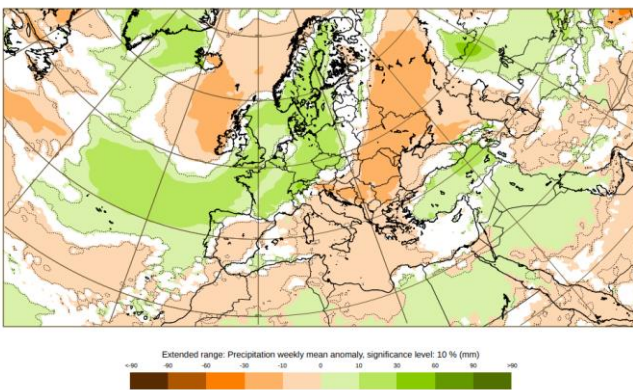 Extended range: Precipitation weekly mean anomaly, significance level: 10 % (mm)
<-90 -90 -60 -30 -10 0 10 30 60 90 >90